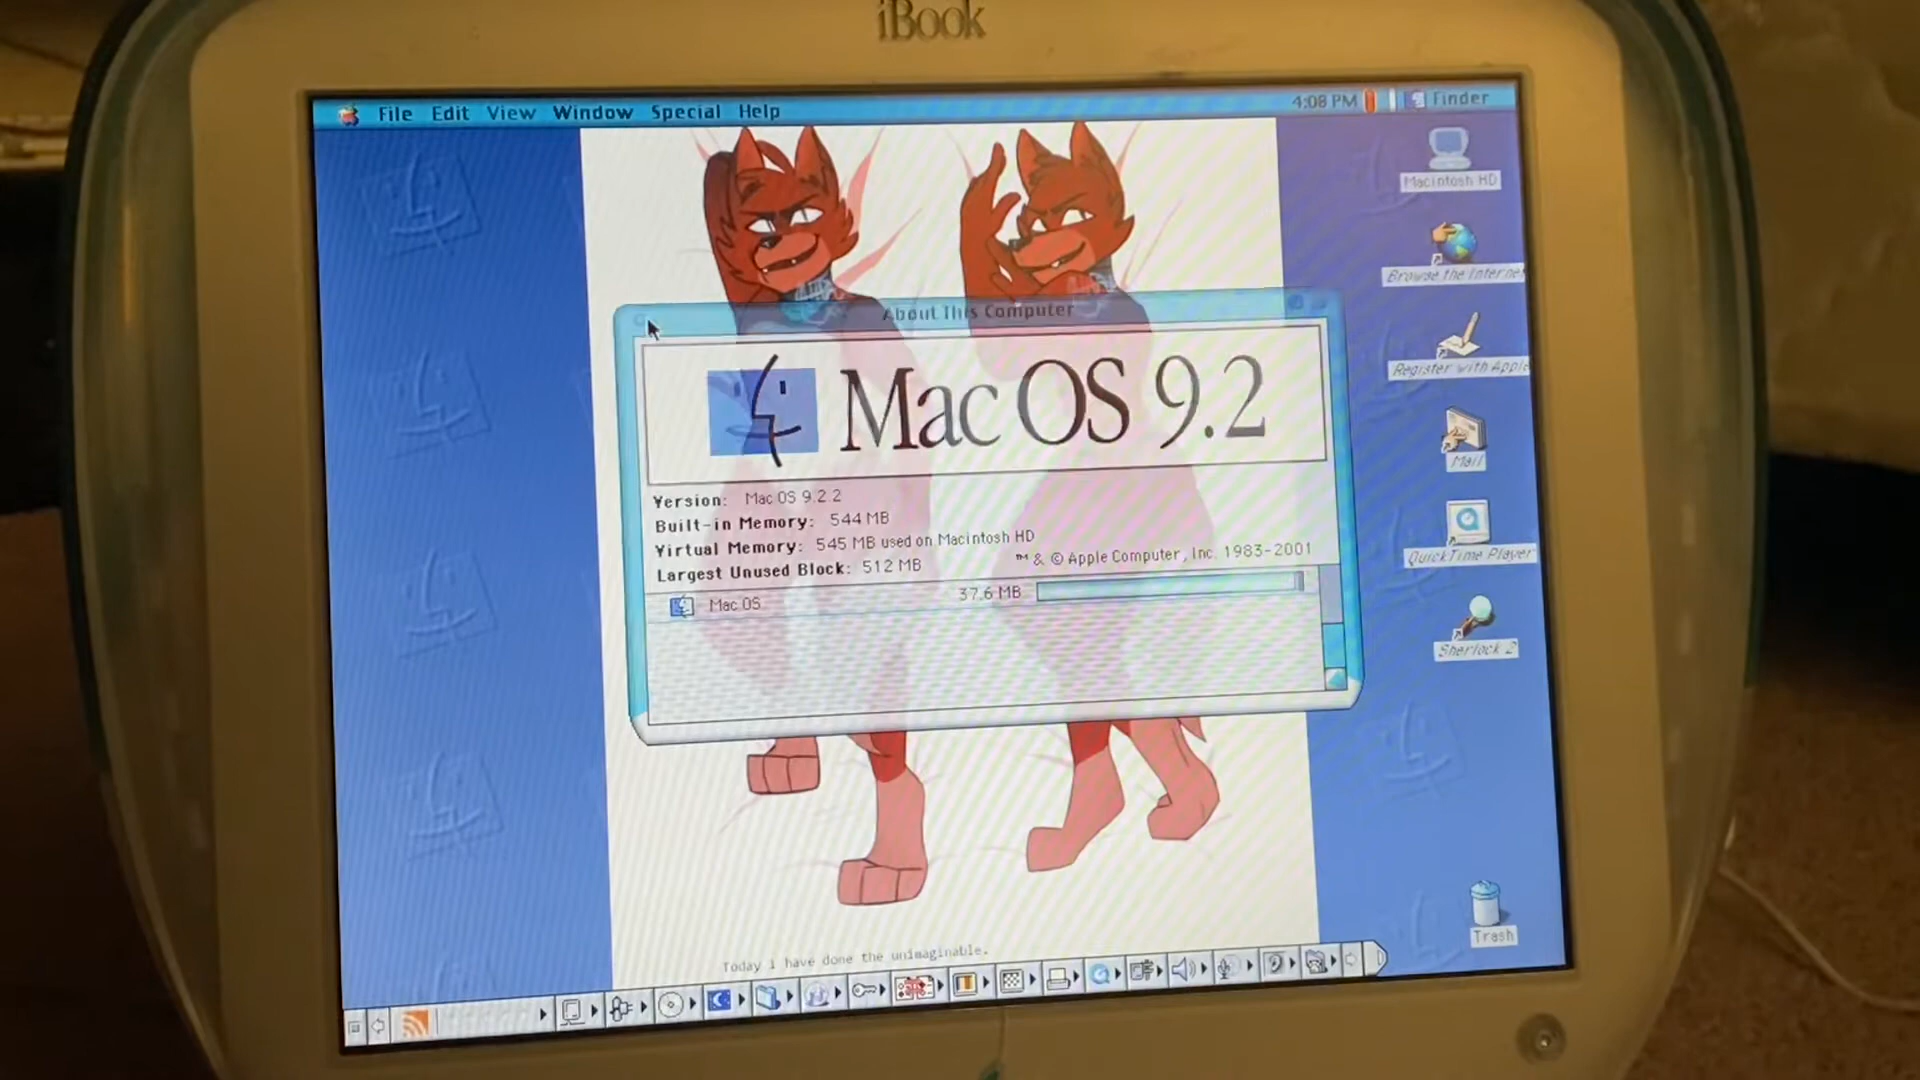 iBook
File Edit View Window Special Help
4:08 PM Finder
Macintosh HD
Browse the Internet
Register with Apple
Mail
QuickTime Player
Sherlock 2
Trash
About This Computer
Mac OS 9.2
Version: Mac OS 9.2.2
Built-in Memory: 544 MB
Virtual Memory: 545 MB used on Macintosh HD
Largest Unused Block: 512 MB
™ & © Apple Computer, Inc. 1983-2001
Mac OS 37.6 MB
Today i have done the unimaginable.